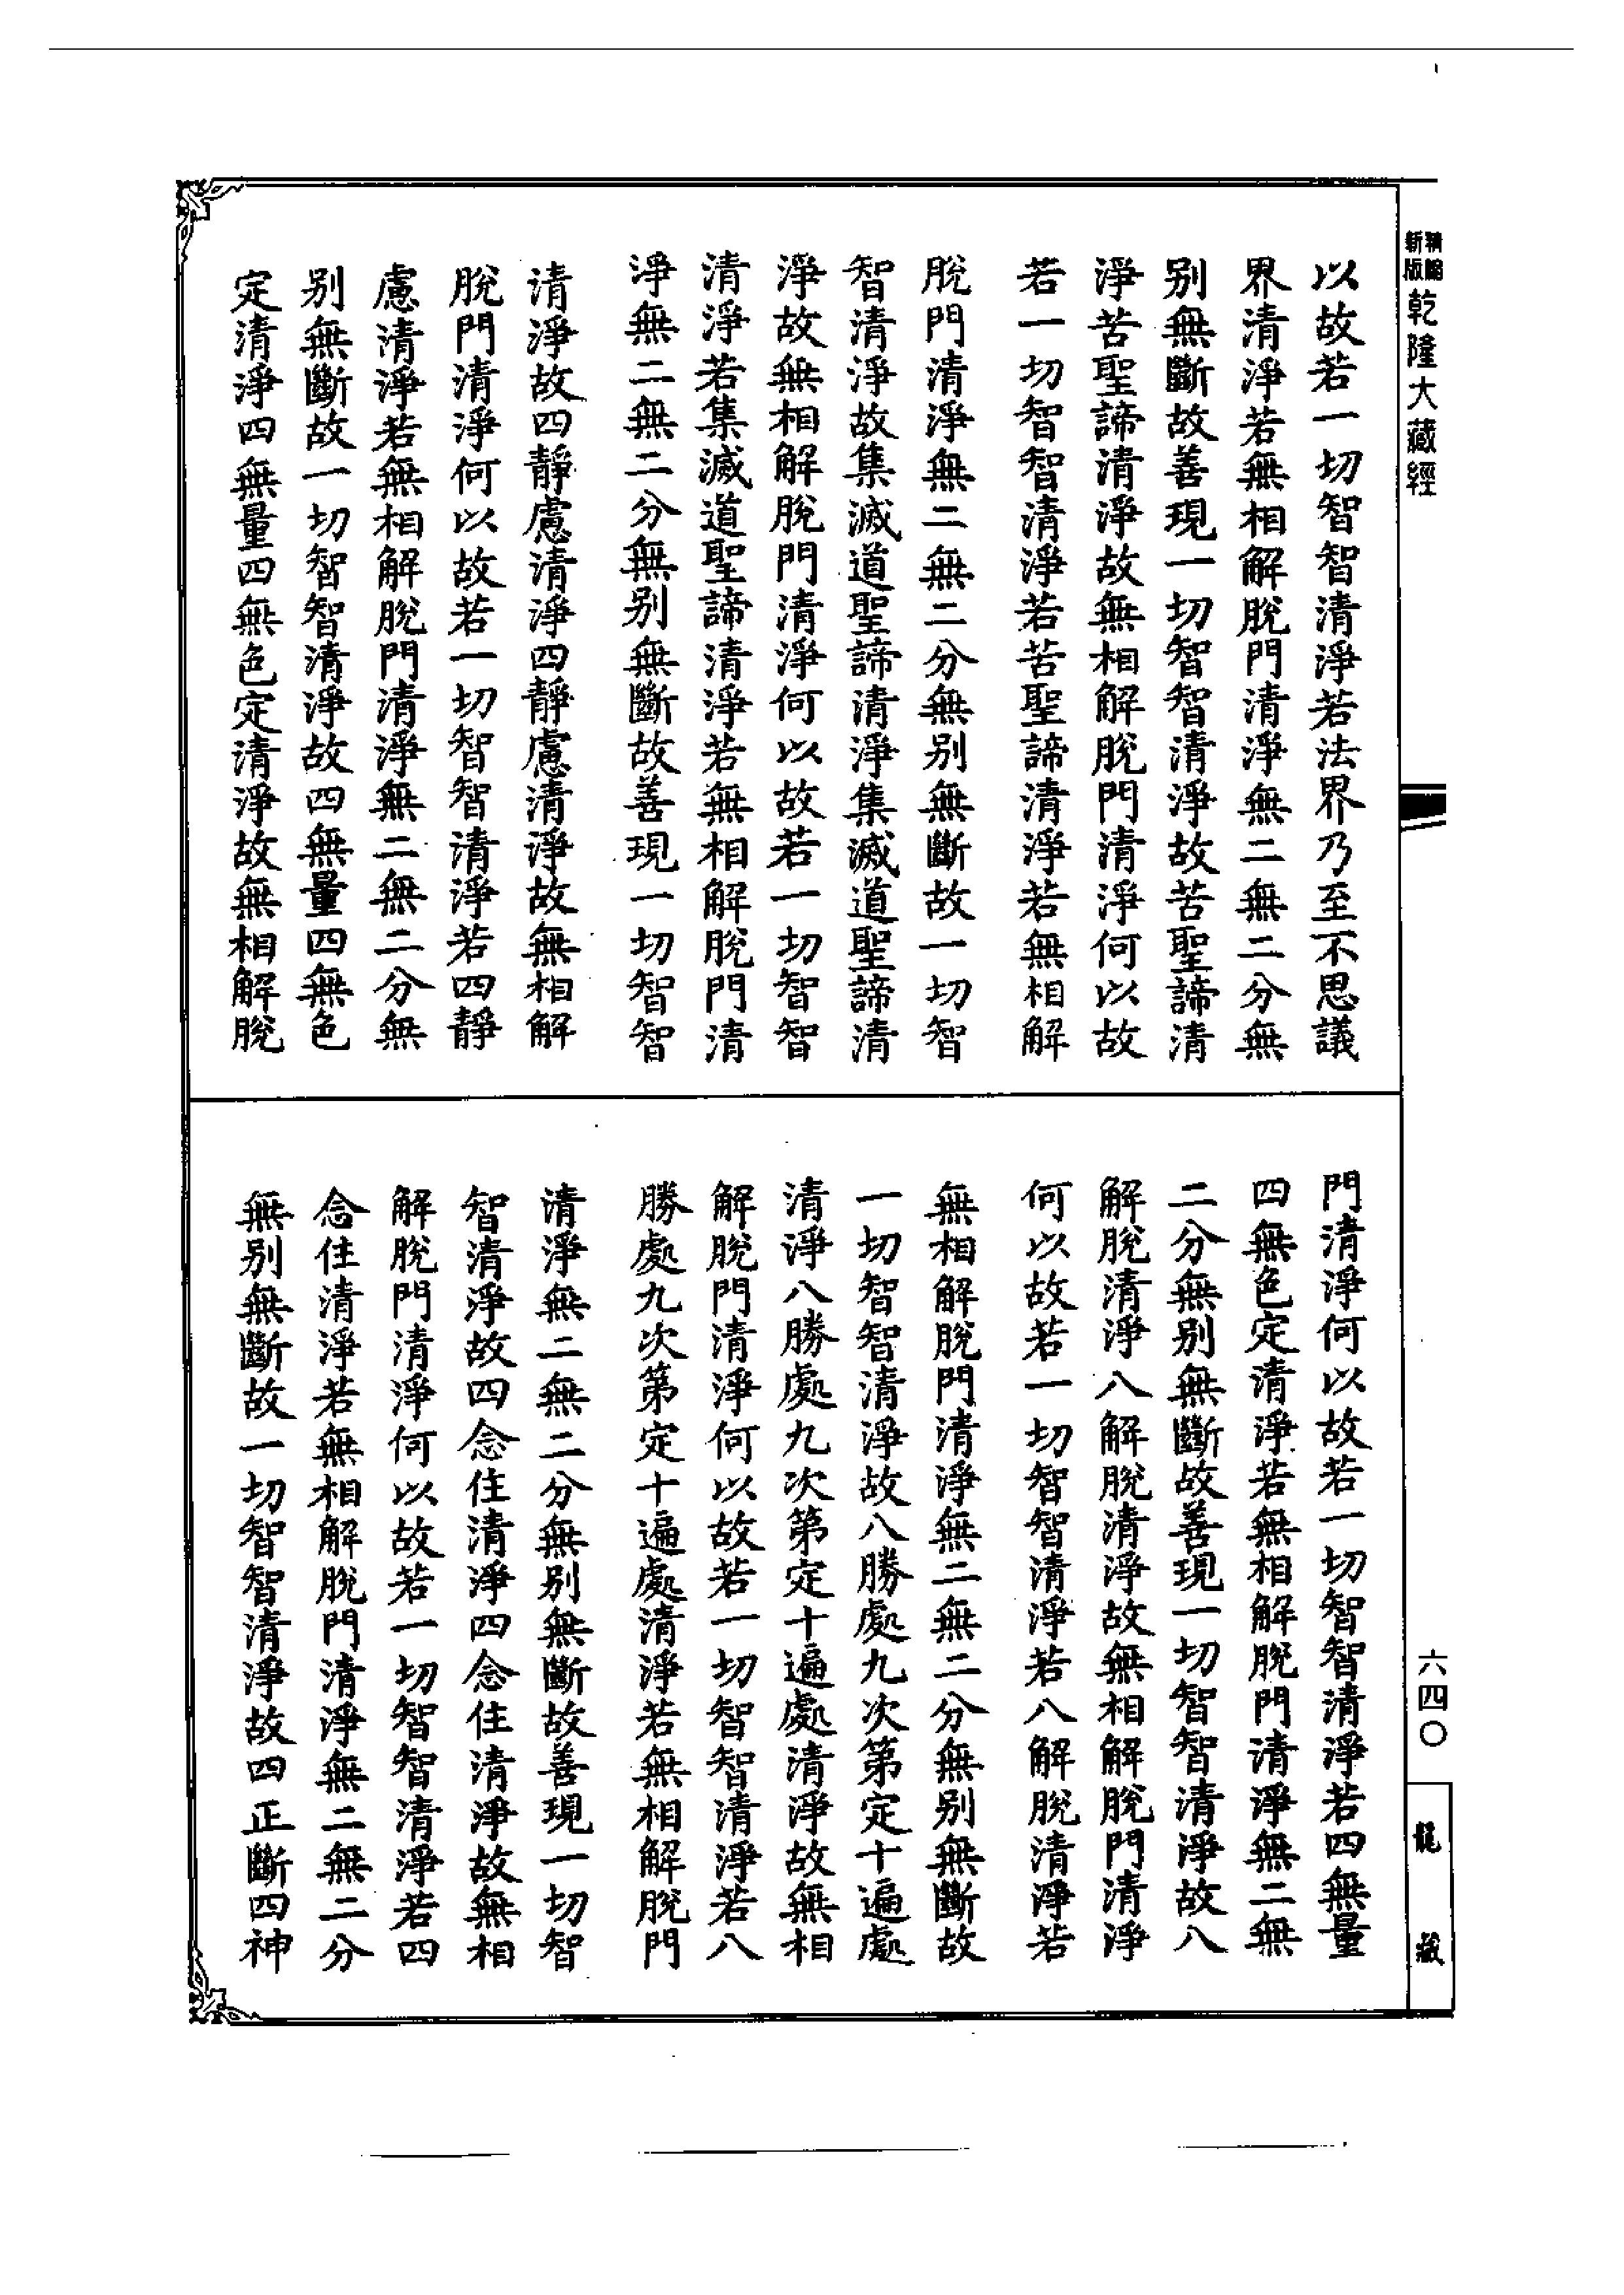 精縮
新版
乾隆大藏經
以故若一切智智清淨若法界乃至不思議
界清淨若無相解脫門清淨無二無二分無
別無斷故善現一切智智清淨故苦聖諦清
淨苦聖諦清淨故無相解脫門清淨何以故
若一切智智清淨若苦聖諦清淨若無相解
脫門清淨無二無二分無別無斷故一切智
智清淨故集滅道聖諦清淨集滅道聖諦清
淨故無相解脫門清淨何以故若一切智智
清淨若集滅道聖諦清淨若無相解脫門清
淨無二無二分無別無斷故善現一切智智
清淨故四靜慮清淨四靜慮清淨故無相解
脫門清淨何以故若一切智智清淨若四靜
慮清淨若無相解脫門清淨無二無二分無
別無斷故一切智智清淨故四無量四無色
定清淨四無量四無色定清淨故無相解脫
門清淨何以故若一切智智清淨若四無量
四無色定清淨若無相解脫門清淨無二無
二分無別無斷故善現一切智智清淨故八
解脫清淨八解脫清淨故無相解脫門清淨
何以故若一切智智清淨若八解脫清淨若
無相解脫門清淨無二無二分無別無斷故
一切智智清淨故八勝處九次第定十遍處
清淨八勝處九次第定十遍處清淨故無相
解脫門清淨何以故若一切智智清淨若八
勝處九次第定十遍處清淨若無相解脫門
清淨無二無二分無別無斷故善現一切智
智清淨故四念住清淨四念住清淨故無相
解脫門清淨何以故若一切智智清淨若四
念住清淨若無相解脫門清淨無二無二分
無別無斷故一切智智清淨故四正斷四神
六四〇
龍藏